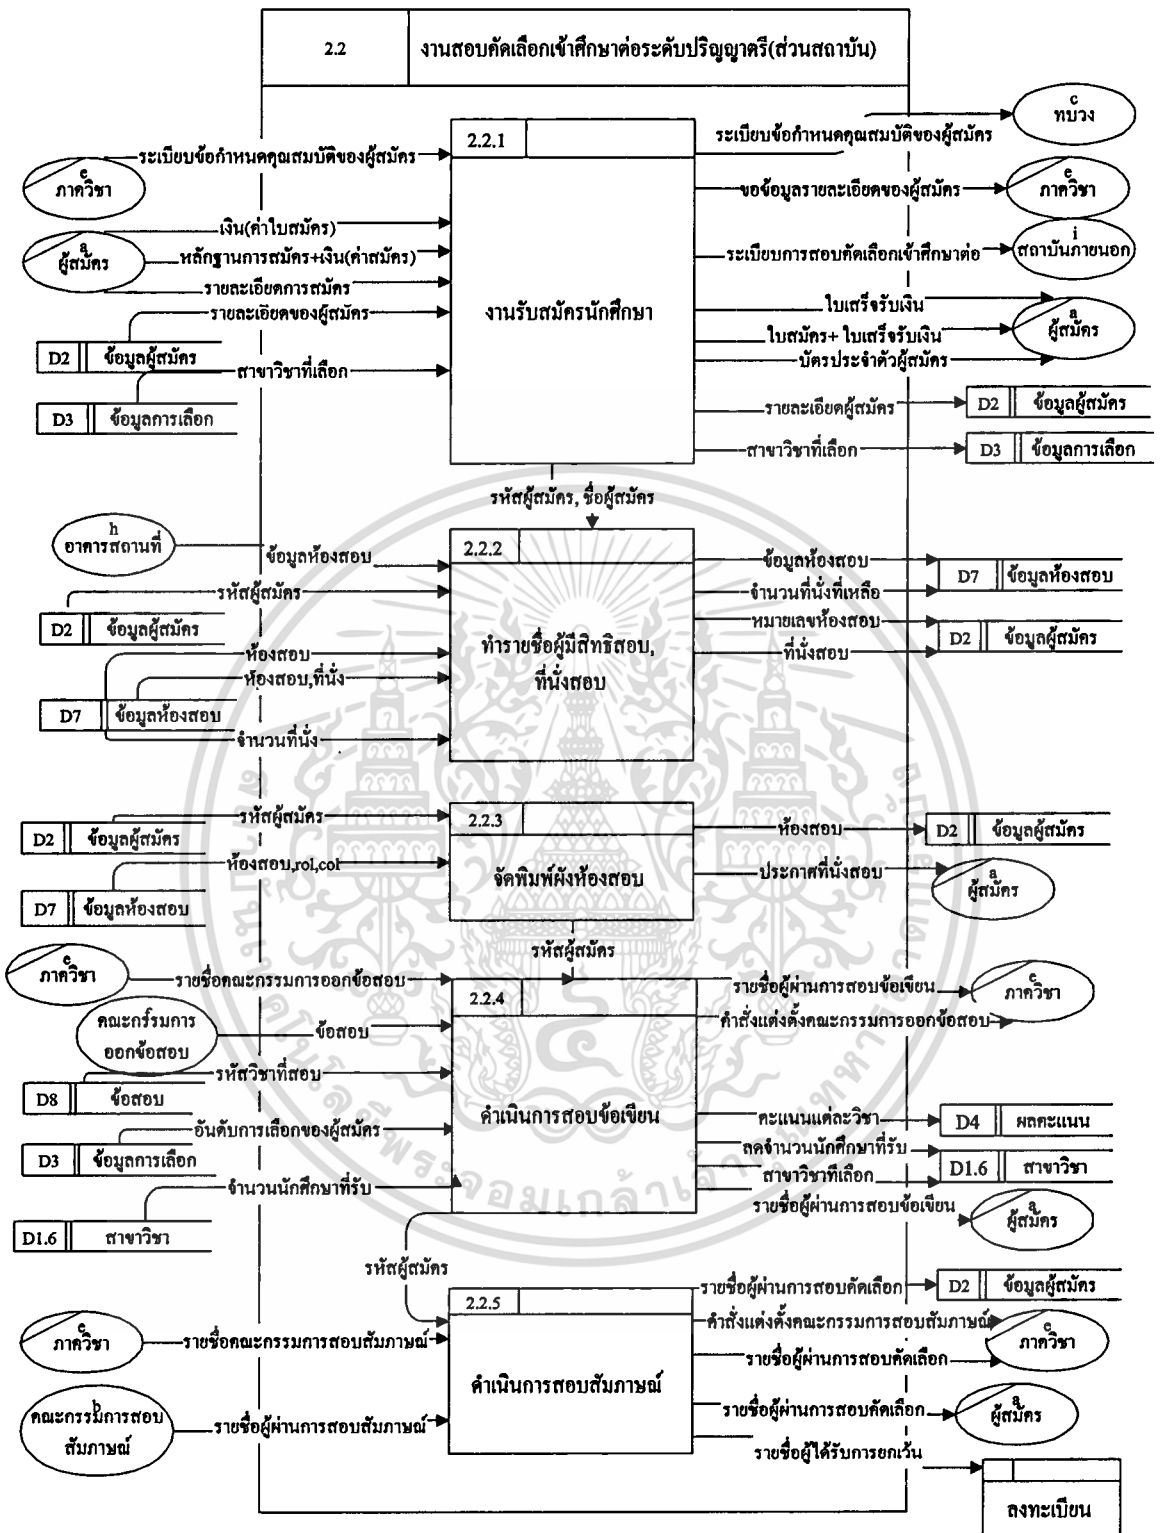 2.2
งานสอบคัดเลือกเข้าศึกษาต่อระดับปริญญาตรี(ส่วนสถาบัน)
2.2.1
งานรับสมัครนักศึกษา
e
ภาควิชา
ระเบียบข้อกำหนดคุณสมบัติของผู้สมัคร
a
ผู้สมัคร
เงิน(ค่าใบสมัคร)
หลักฐานการสมัคร+เงิน(ค่าสมัคร)
รายละเอียดการสมัคร
รายละเอียดของผู้สมัคร
D2 ข้อมูลผู้สมัคร
สาขาวิชาที่เลือก
D3 ข้อมูลการเลือก
ระเบียบข้อกำหนดคุณสมบัติของผู้สมัคร
c
ทบวง
ขอข้อมูลรายละเอียดของผู้สมัคร
e
ภาควิชา
ระเบียบการสอบคัดเลือกเข้าศึกษาต่อ
i
สถาบันภายนอก
ใบเสร็จรับเงิน
ใบสมัคร+ ใบเสร็จรับเงิน
บัตรประจำตัวผู้สมัคร
a
ผู้สมัคร
รายละเอียดผู้สมัคร
D2 ข้อมูลผู้สมัคร
สาขาวิชาที่เลือก
D3 ข้อมูลการเลือก
รหัสผู้สมัคร, ชื่อผู้สมัคร
2.2.2
ทำรายชื่อผู้มีสิทธิสอบ,
ที่นั่งสอบ
h
อาคารสถานที่
ข้อมูลห้องสอบ
รหัสผู้สมัคร
D2 ข้อมูลผู้สมัคร
ห้องสอบ
ห้องสอบ,ที่นั่ง
D7 ข้อมูลห้องสอบ
จำนวนที่นั่ง
ข้อมูลห้องสอบ
จำนวนที่นั่งที่เหลือ
D7 ข้อมูลห้องสอบ
หมายเลขห้องสอบ
ที่นั่งสอบ
D2 ข้อมูลผู้สมัคร
2.2.3
จัดพิมพ์ผังห้องสอบ
รหัสผู้สมัคร
D2 ข้อมูลผู้สมัคร
ห้องสอบ,rol,col
D7 ข้อมูลห้องสอบ
ห้องสอบ
D2 ข้อมูลผู้สมัคร
ประกาศที่นั่งสอบ
a
ผู้สมัคร
รหัสผู้สมัคร
2.2.4
ดำเนินการสอบข้อเขียน
e
ภาควิชา
รายชื่อคณะกรรมการออกข้อสอบ
คณะกรรมการ
ออกข้อสอบ
ข้อสอบ
รหัสวิชาที่สอบ
D8 ข้อสอบ
อันดับการเลือกของผู้สมัคร
D3 ข้อมูลการเลือก
จำนวนนักศึกษาที่รับ
D1.6 สาขาวิชา
รายชื่อผู้ผ่านการสอบข้อเขียน
คำสั่งแต่งตั้งคณะกรรมการออกข้อสอบ
e
ภาควิชา
คะแนนแต่ละวิชา
D4 ผลคะแนน
ลดจำนวนนักศึกษาที่รับ
สาขาวิชาที่เลือก
D1.6 สาขาวิชา
รายชื่อผู้ผ่านการสอบข้อเขียน
a
ผู้สมัคร
รหัสผู้สมัคร
2.2.5
ดำเนินการสอบสัมภาษณ์
e
ภาควิชา
รายชื่อคณะกรรมการสอบสัมภาษณ์
b
คณะกรรมการสอบ
สัมภาษณ์
รายชื่อผู้ผ่านการสอบสัมภาษณ์
รายชื่อผู้ผ่านการสอบคัดเลือก
D2 ข้อมูลผู้สมัคร
คำสั่งแต่งตั้งคณะกรรมการสอบสัมภาษณ์
รายชื่อผู้ผ่านการสอบคัดเลือก
e
ภาควิชา
รายชื่อผู้ผ่านการสอบคัดเลือก
a
ผู้สมัคร
รายชื่อผู้ได้รับการยกเว้น
ลงทะเบียน